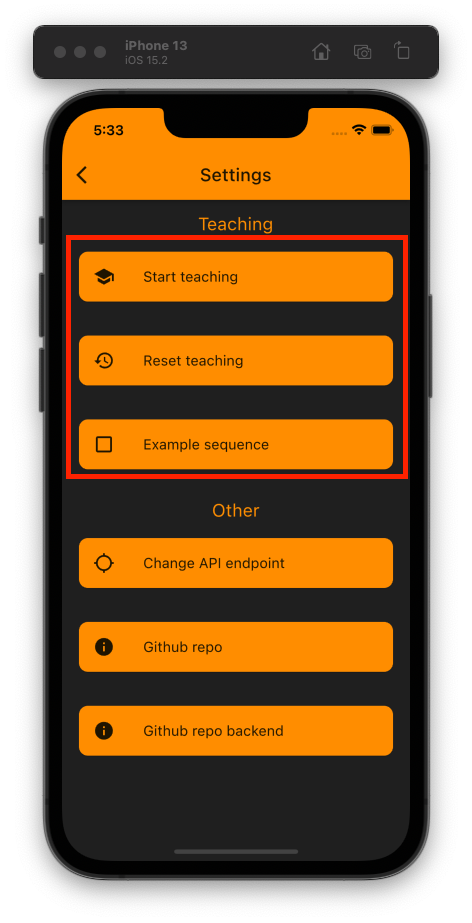 iPhone 13
iOS 15.2
5:33
Settings
Teaching
Start teaching
Reset teaching
Example sequence
Other
Change API endpoint
Github repo
Github repo backend